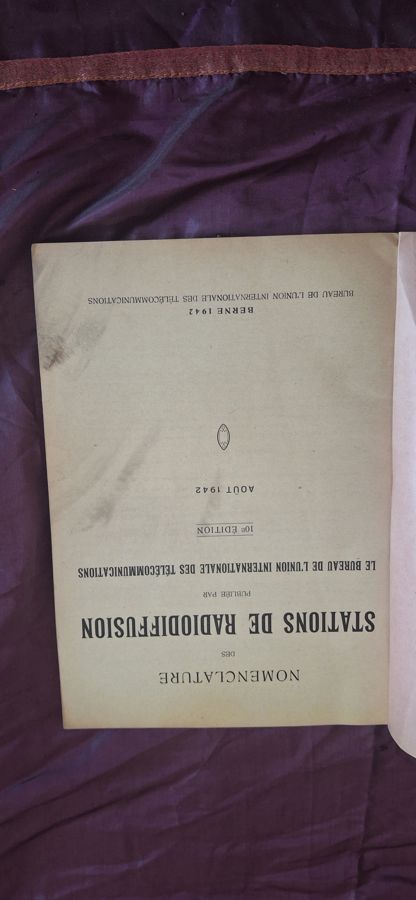 NOMENCLATURE
DES
STATIONS DE RADIODIFFUSION
PUBLIÉE PAR
LE BUREAU DE L'UNION INTERNATIONALE DES TÉLÉCOMMUNICATIONS
10e ÉDITION
AOÛT 1942
BERNE 1942
BUREAU DE L'UNION INTERNATIONALE DES TÉLÉCOMMUNICATIONS